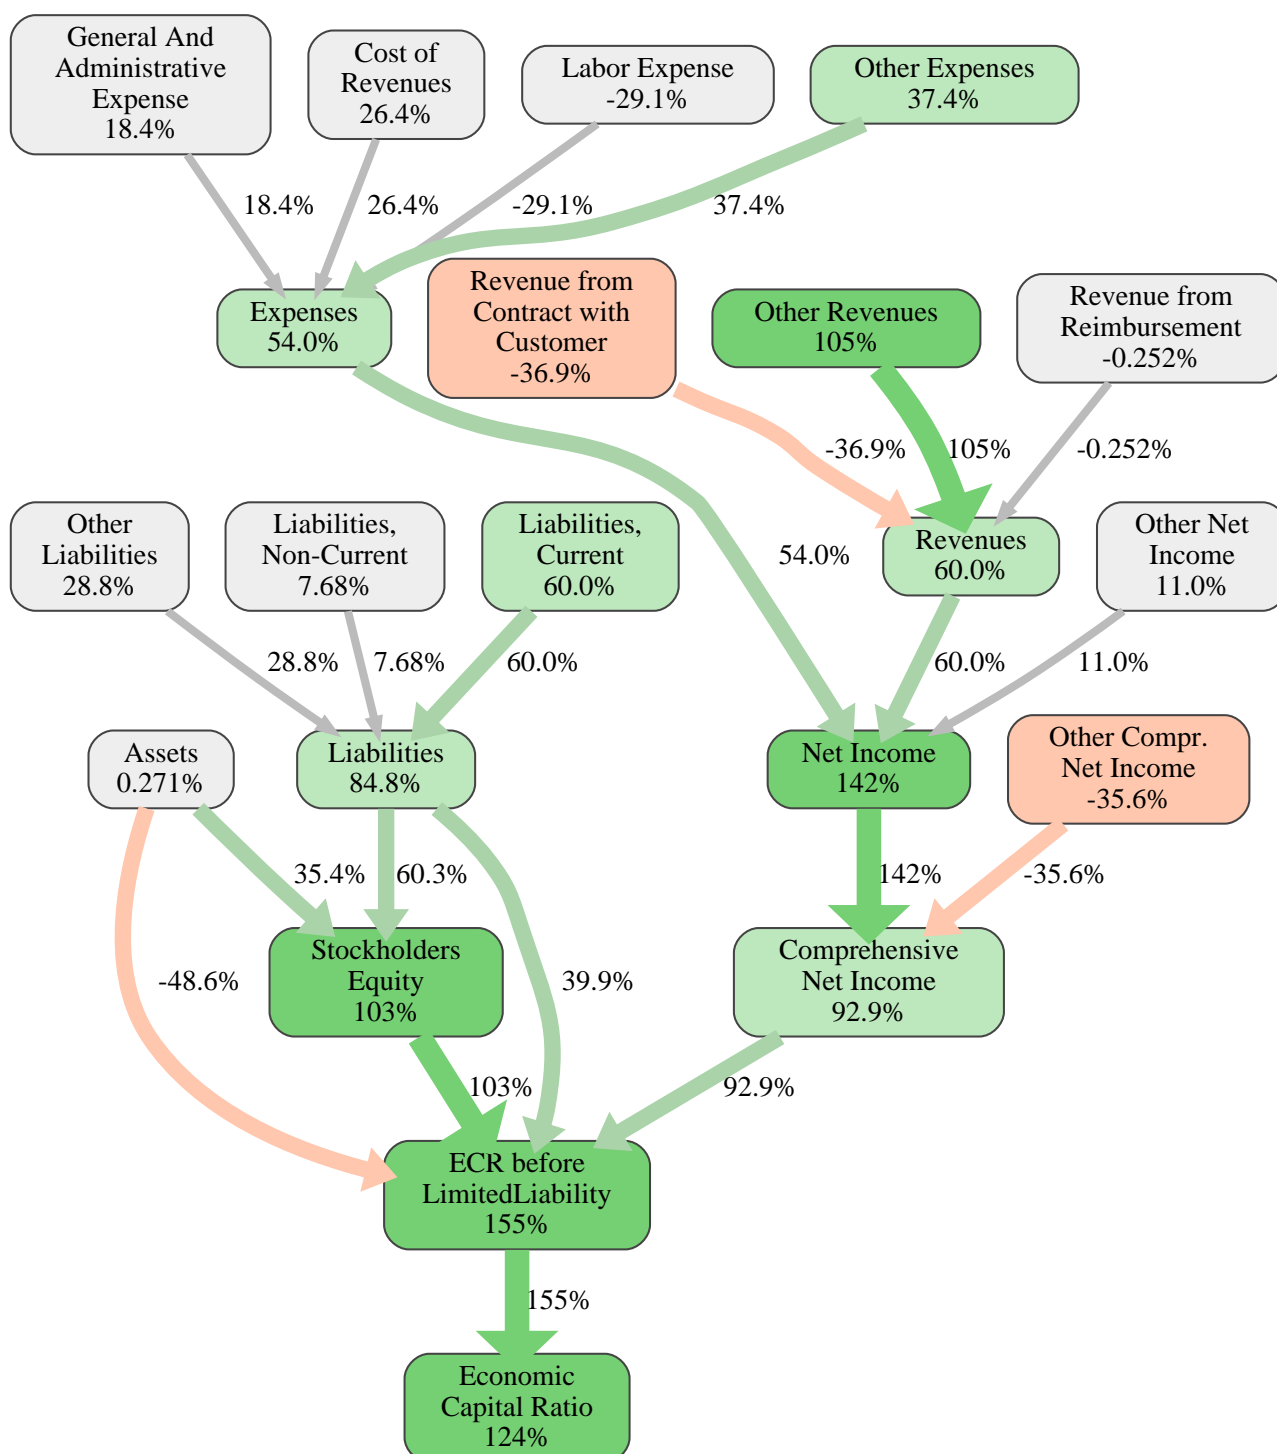 General And
Administrative
Expense
18.4%
Cost of
Revenues
26.4%
Labor Expense
-29.1%
Other Expenses
37.4%
18.4%
26.4%
-29.1%
37.4%
Expenses
54.0%
Revenue from
Contract with
Customer
-36.9%
Other Revenues
105%
Revenue from
Reimbursement
-0.252%
-36.9%
105%
-0.252%
Other
Liabilities
28.8%
Liabilities,
Non-Current
7.68%
Liabilities,
Current
60.0%
54.0%
Revenues
60.0%
Other Net
Income
11.0%
28.8%
7.68%
60.0%
60.0%
11.0%
Assets
0.271%
Liabilities
84.8%
Net Income
142%
Other Compr.
Net Income
-35.6%
35.4%
60.3%
142%
-35.6%
-48.6%
Stockholders
Equity
103%
39.9%
Comprehensive
Net Income
92.9%
103%
92.9%
ECR before
LimitedLiability
155%
155%
Economic
Capital Ratio
124%